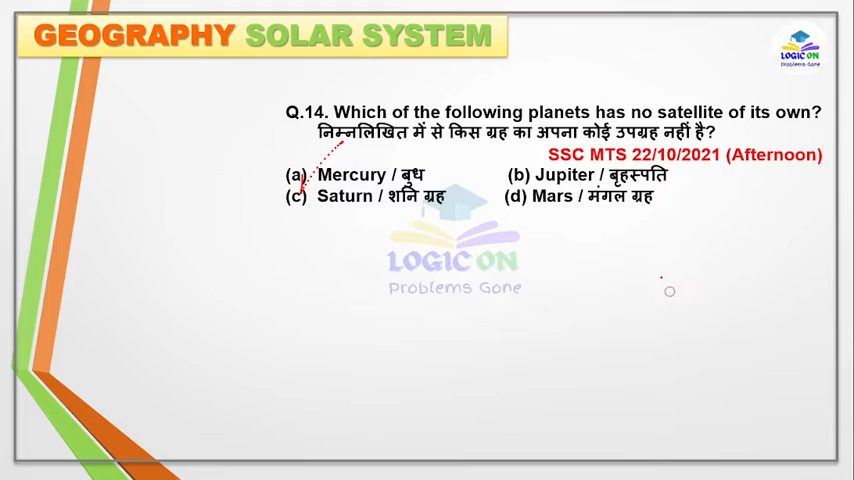 GEOGRAPHY SOLAR SYSTEM
LOGIC ON
Problems Gone
Q.14. Which of the following planets has no satellite of its own?
निम्नलिखित में से किस ग्रह का अपना कोई उपग्रह नहीं है?
SSC MTS 22/10/2021 (Afternoon)
(a) Mercury / बुध (b) Jupiter / बृहस्पति
(c) Saturn / शनि ग्रह (d) Mars / मंगल ग्रह
LOGIC ON
Problems Gone